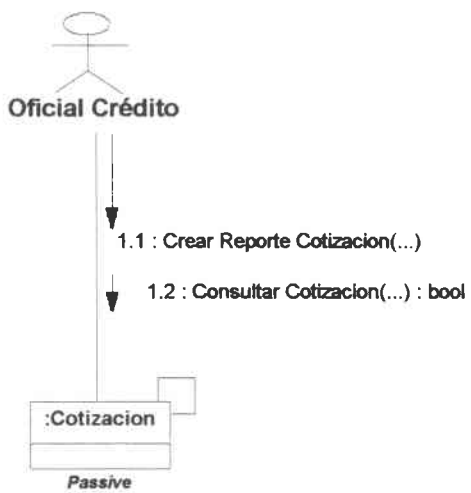 Oficial Crédito
1.1 : Crear Reporte Cotizacion(...)
1.2 : Consultar Cotizacion(...) : bool
:Cotizacion
Passive